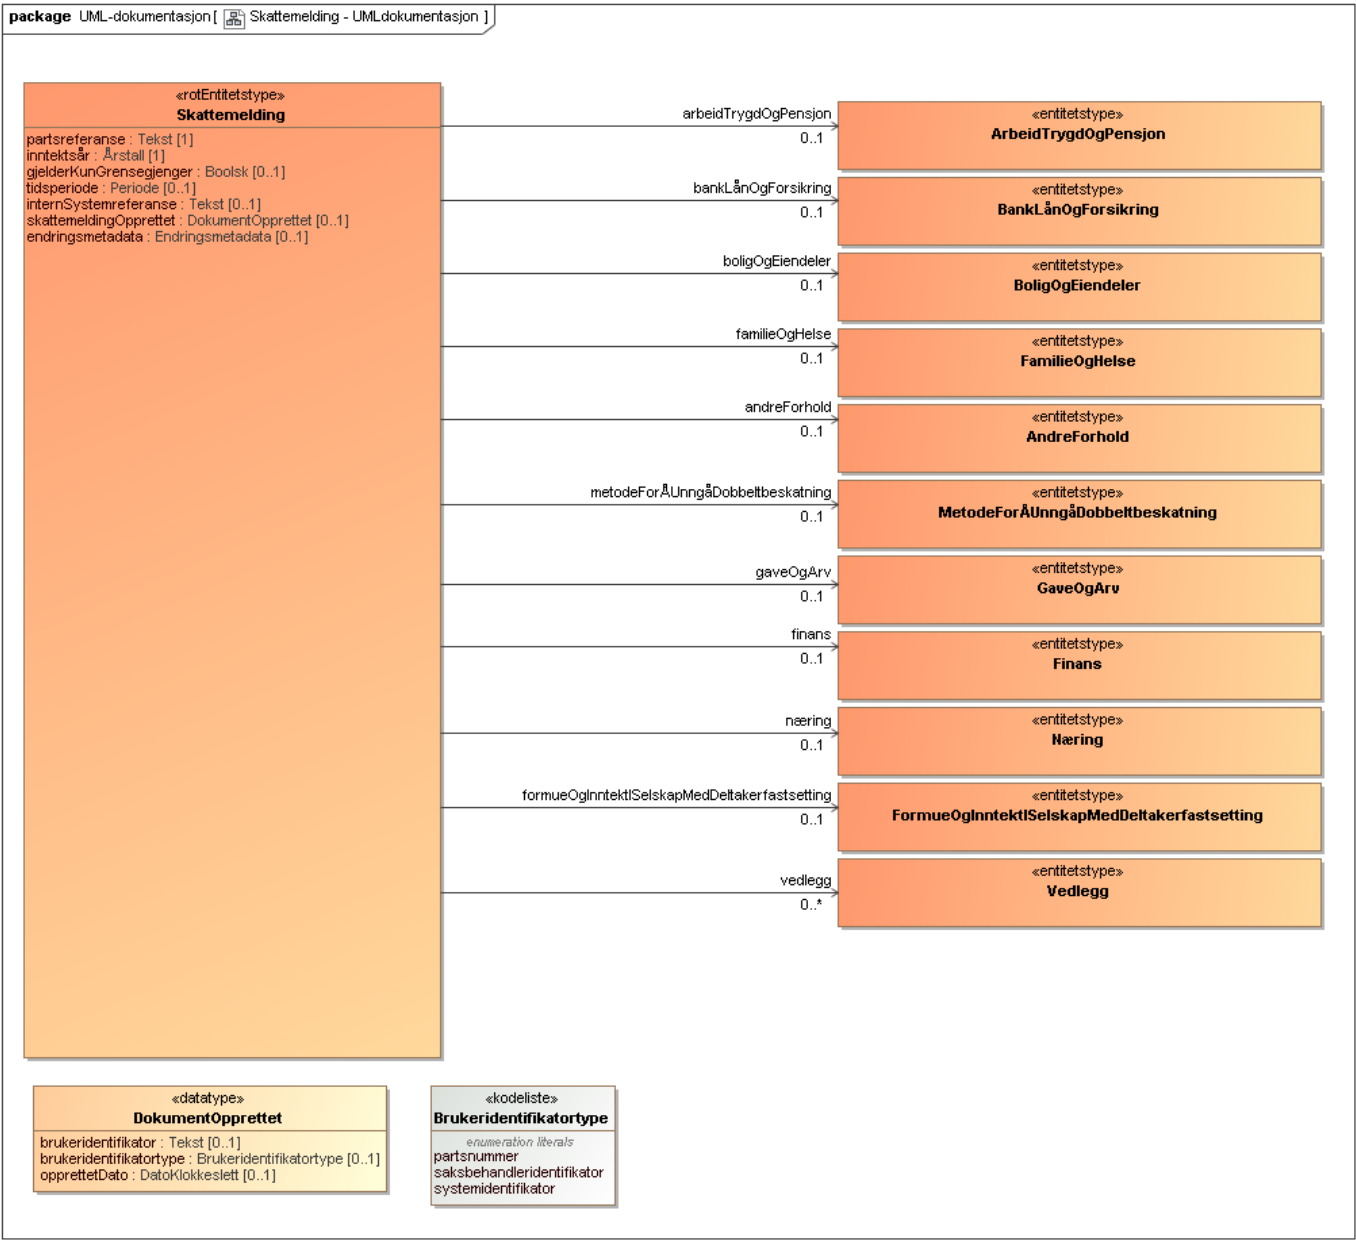 package UML-dokumentasjon [ Skattemelding - UMLdokumentasjon ]
«rotEntitetstype»
Skattemelding
partsreferanse : Tekst [1]
inntektsår : Årstall [1]
gjelderKunGrensegjenger : Boolsk [0..1]
tidsperiode : Periode [0..1]
internSystemreferanse : Tekst [0..1]
skattemeldingOpprettet : DokumentOpprettet [0..1]
endringsmetadata : Endringsmetadata [0..1]
arbeidTrygdOgPensjon
0..1
«entitetstype»
ArbeidTrygdOgPensjon
bankLånOgForsikring
0..1
«entitetstype»
BankLånOgForsikring
boligOgEiendeler
0..1
«entitetstype»
BoligOgEiendeler
familieOgHelse
0..1
«entitetstype»
FamilieOgHelse
andreForhold
0..1
«entitetstype»
AndreForhold
metodeForÅUnngåDobbeltbeskatning
0..1
«entitetstype»
MetodeForÅUnngåDobbeltbeskatning
gaveOgArv
0..1
«entitetstype»
GaveOgArv
finans
0..1
«entitetstype»
Finans
næring
0..1
«entitetstype»
Næring
formueOgInntektISelskapMedDeltakerfastsetting
0..1
«entitetstype»
FormueOgInntektISelskapMedDeltakerfastsetting
vedlegg
0..*
«entitetstype»
Vedlegg
«datatype»
DokumentOpprettet
brukeridentifikator : Tekst [0..1]
brukeridentifikatortype : Brukeridentifikatortype [0..1]
opprettetDato : DatoKlokkeslett [0..1]
«kodeliste»
Brukeridentifikatortype
enumeration literals
partsnummer
saksbehandleridentifikator
systemidentifikator